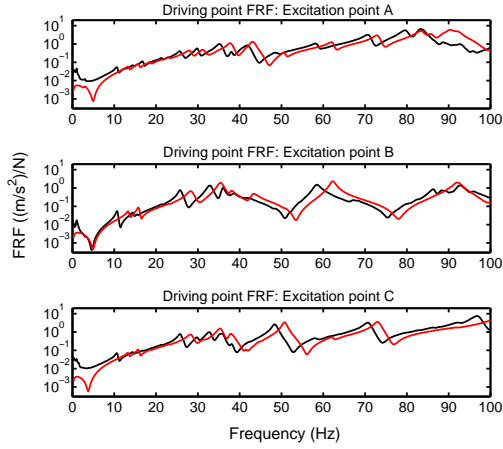 Driving point FRF: Excitation point A
10^1
10^0
10^-1
10^-2
10^-3
0 10 20 30 40 50 60 70 80 90 100
Driving point FRF: Excitation point B
10^1
10^0
10^-1
10^-2
10^-3
0 10 20 30 40 50 60 70 80 90 100
FRF ((m/s^2)/N)
Driving point FRF: Excitation point C
10^1
10^0
10^-1
10^-2
10^-3
0 10 20 30 40 50 60 70 80 90 100
Frequency (Hz)